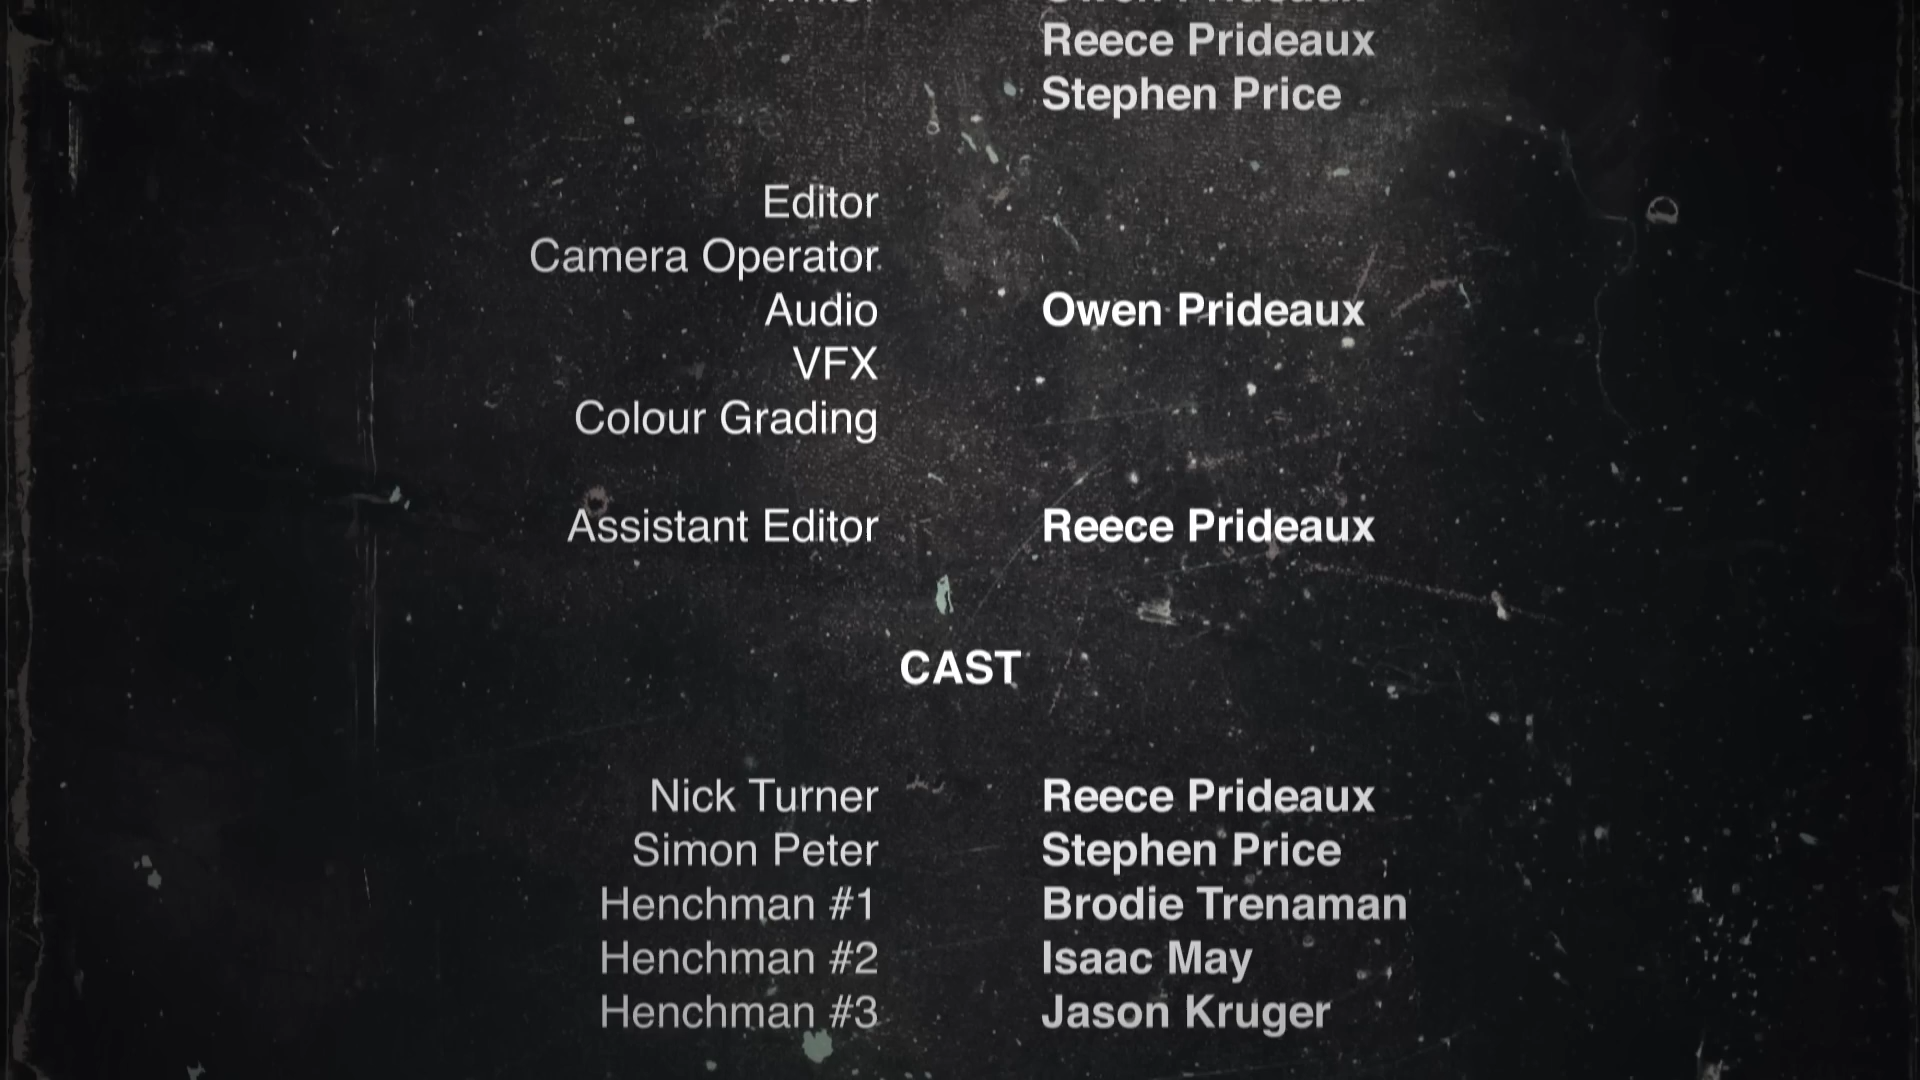 Reece Prideaux
Stephen Price
Editor
Camera Operator
Audio Owen Prideaux
VFX
Colour Grading
Assistant Editor Reece Prideaux
CAST
Nick Turner Reece Prideaux
Simon Peter Stephen Price
Henchman #1 Brodie Trenaman
Henchman #2 Isaac May
Henchman #3 Jason Kruger